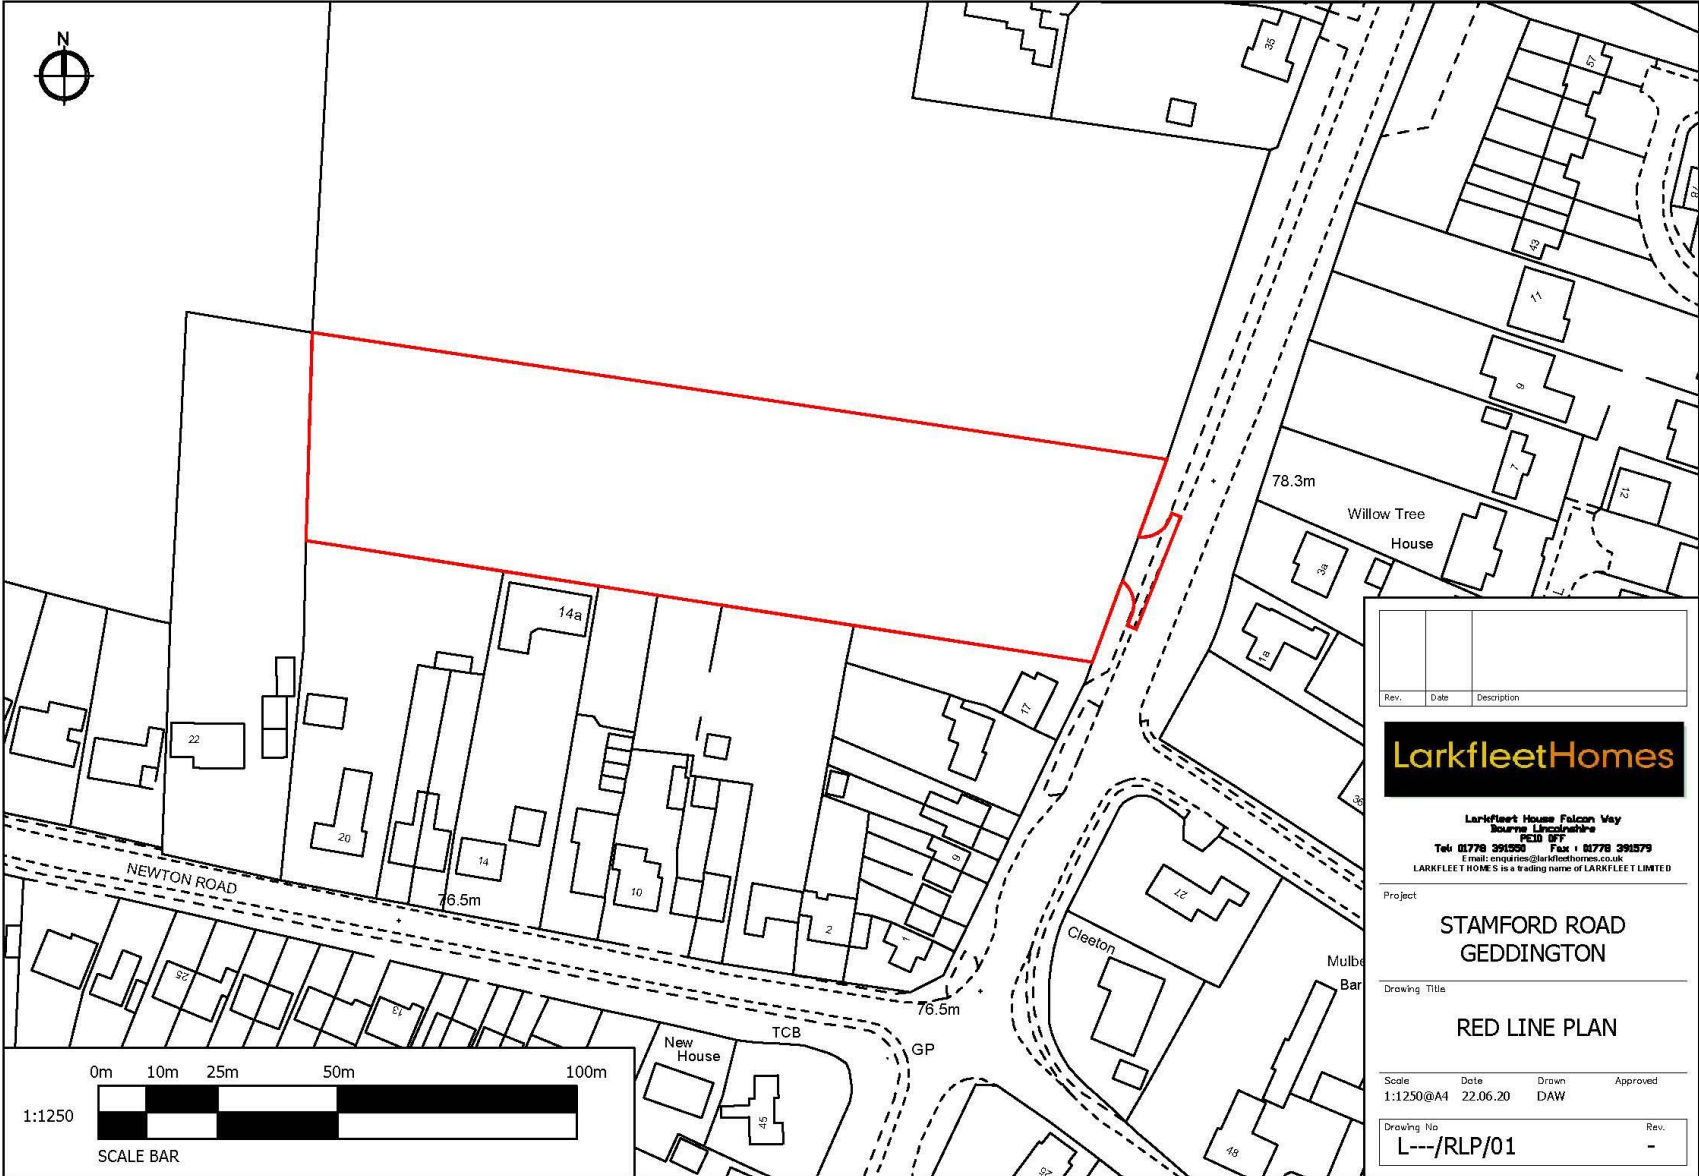 N
35
57
43
11
9
7
12
78.3m
Willow Tree
House
3a
1a
14a
17
22
20
14
10
2
9
1
NEWTON ROAD
76.5m
27
Cleeton
Mulbe
Bar
36
25
13
76.5m
TCB
GP
New
House
45
48
0m 10m 25m 50m 100m
1:1250
SCALE BAR
Rev. Date Description
LarkfleetHomes
Larkfleet House Falcon Way
Bourne Lincolnshire
PE10 0FF
Tel: 01778 391550 Fax : 01778 391579
Email: enquiries@larkfleethomes.co.uk
LARKFLEET HOMES is a trading name of LARKFLEET LIMITED
Project
STAMFORD ROAD
GEDDINGTON
Drawing Title
RED LINE PLAN
Scale Date Drawn Approved
1:1250@A4 22.06.20 DAW
Drawing No Rev.
L---/RLP/01 -